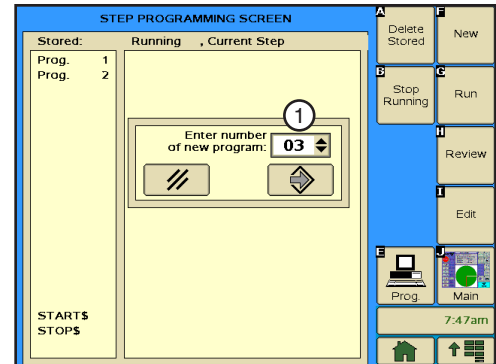 STEP PROGRAMMING SCREEN
Stored:
Running , Current Step
Prog. 1
Prog. 2
START$
STOP$
1
Enter number
of new program: 03
A
Delete
Stored
F
New
B
Stop
Running
G
Run
H
Review
I
Edit
E
Prog.
J
Main
7:47am